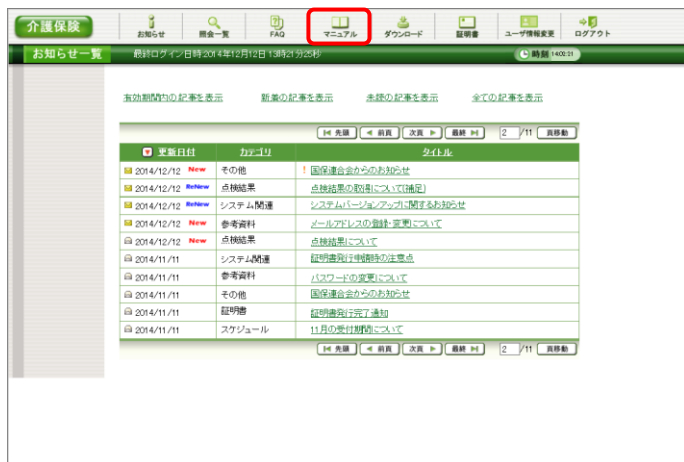 介護保険
お知らせ 照会一覧 FAQ マニュアル ダウンロード 証明書 ユーザ情報変更 ログアウト
お知らせ一覧 最終ログイン日時:2014年12月12日 13時21分25秒 時刻 14:02:21
有効期間内の記事を表示 新着の記事を表示 未読の記事を表示 全ての記事を表示
先頭 前頁 次頁 最終 2 /11 頁移動
更新日付 カテゴリ タイトル
2014/12/12 New その他 ! 国保連合会からのお知らせ
2014/12/12 ReNew 点検結果 点検結果の取得について(補足)
2014/12/12 ReNew システム関連 システムバージョンアップに関するお知らせ
2014/12/12 New 参考資料 メールアドレスの登録・変更について
2014/12/12 New 点検結果 点検結果について
2014/11/11 システム関連 証明書発行申請時の注意点
2014/11/11 参考資料 パスワードの変更について
2014/11/11 その他 国保連合会からのお知らせ
2014/11/11 証明書 証明書発行完了通知
2014/11/11 スケジュール 11月の受付期間について
先頭 前頁 次頁 最終 2 /11 頁移動